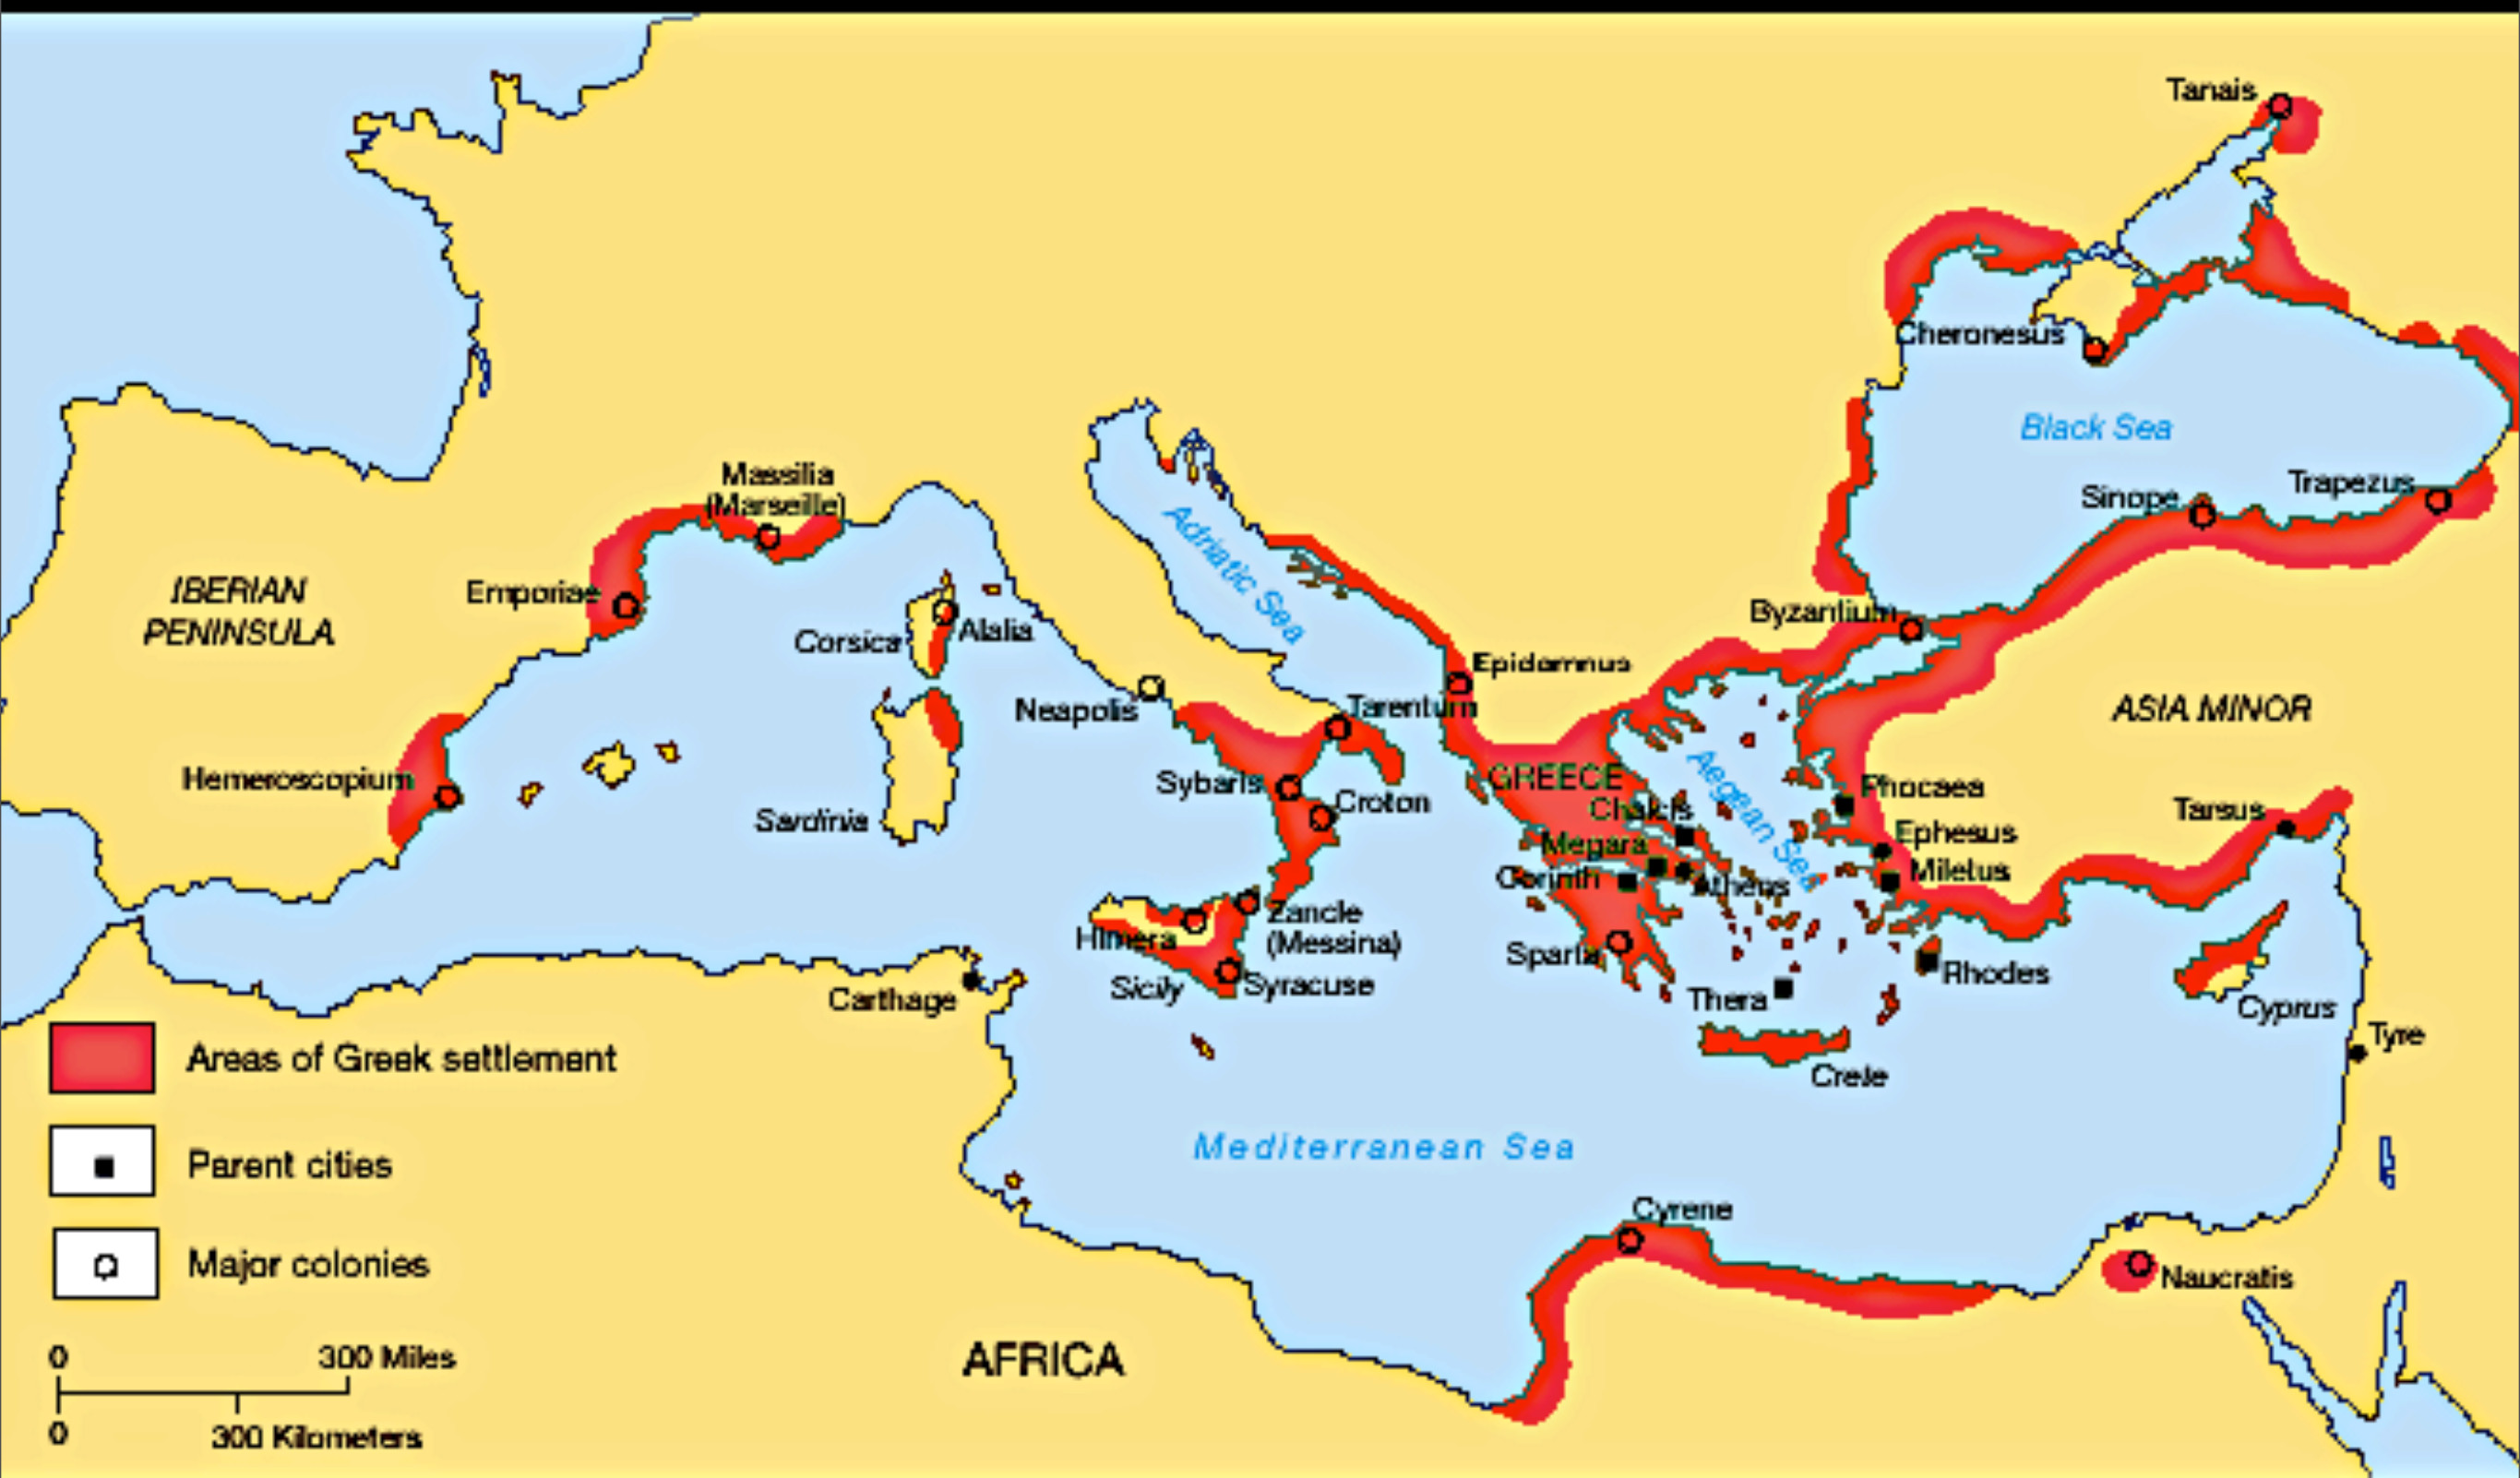 Tanais
Cheronesus
Black Sea
Massilia
(Marseille)
Sinope
Trapezus
Adriatic Sea
IBERIAN
PENINSULA
Emporiae
Corsica
Alalia
Byzantium
Epidamnus
Neapolis
Tarentum
ASIA MINOR
Hemeroscopium
Sardinia
Sybaris
Croton
GREECE
Aegean Sea
Chalcis
Phocaea
Tarsus
Megara
Ephesus
Corinth
Athens
Miletus
Himera
Zancle
(Messina)
Sparta
Rhodes
Carthage
Sicily
Syracuse
Thera
Cyprus
Tyre
Crete
Areas of Greek settlement
Mediterranean Sea
Parent cities
Cyrene
Major colonies
Naucratis
AFRICA
0 300 Miles
0 300 Kilometers